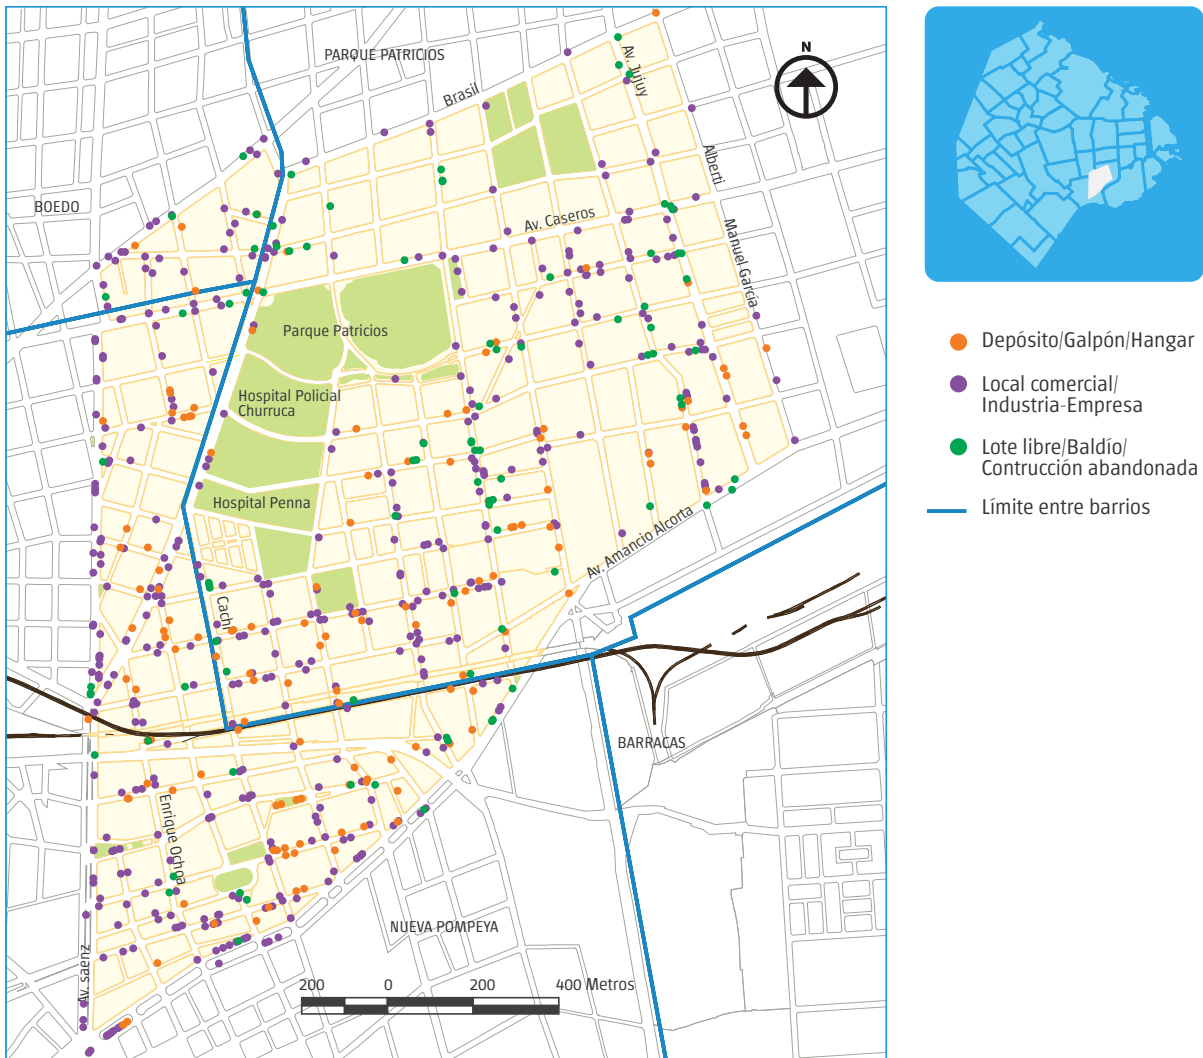 PARQUE PATRICIOS
Av. Jujuy
N
Brasil
Alberti
BOEDO
Av. Caseros
Manuel García
Parque Patricios
Hospital Policial
Churruca
Hospital Penna
Av. Amancio Alcorta
Cachi
BARRACAS
Enrique Ochoa
NUEVA POMPEYA
Av. saenz
200 0 200 400 Metros
Depósito/Galpón/Hangar
Local comercial/
Industria-Empresa
Lote libre/Baldío/
Contrucción abandonada
Límite entre barrios